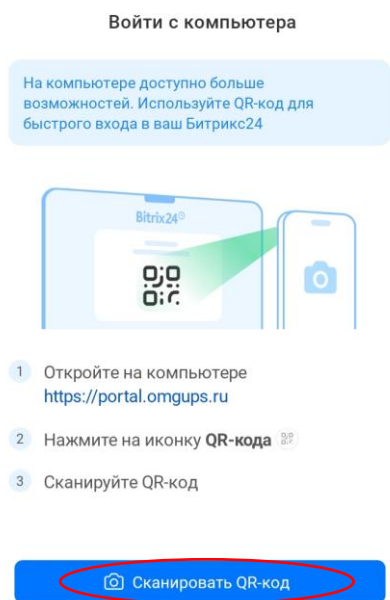 Войти с компьютера
На компьютере доступно больше
возможностей. Используйте QR-код для
быстрого входа в ваш Битрикс24
Bitrix24
1 Откройте на компьютере
https://portal.omgups.ru
2 Нажмите на иконку QR-кода
3 Сканируйте QR-код
Сканировать QR-код